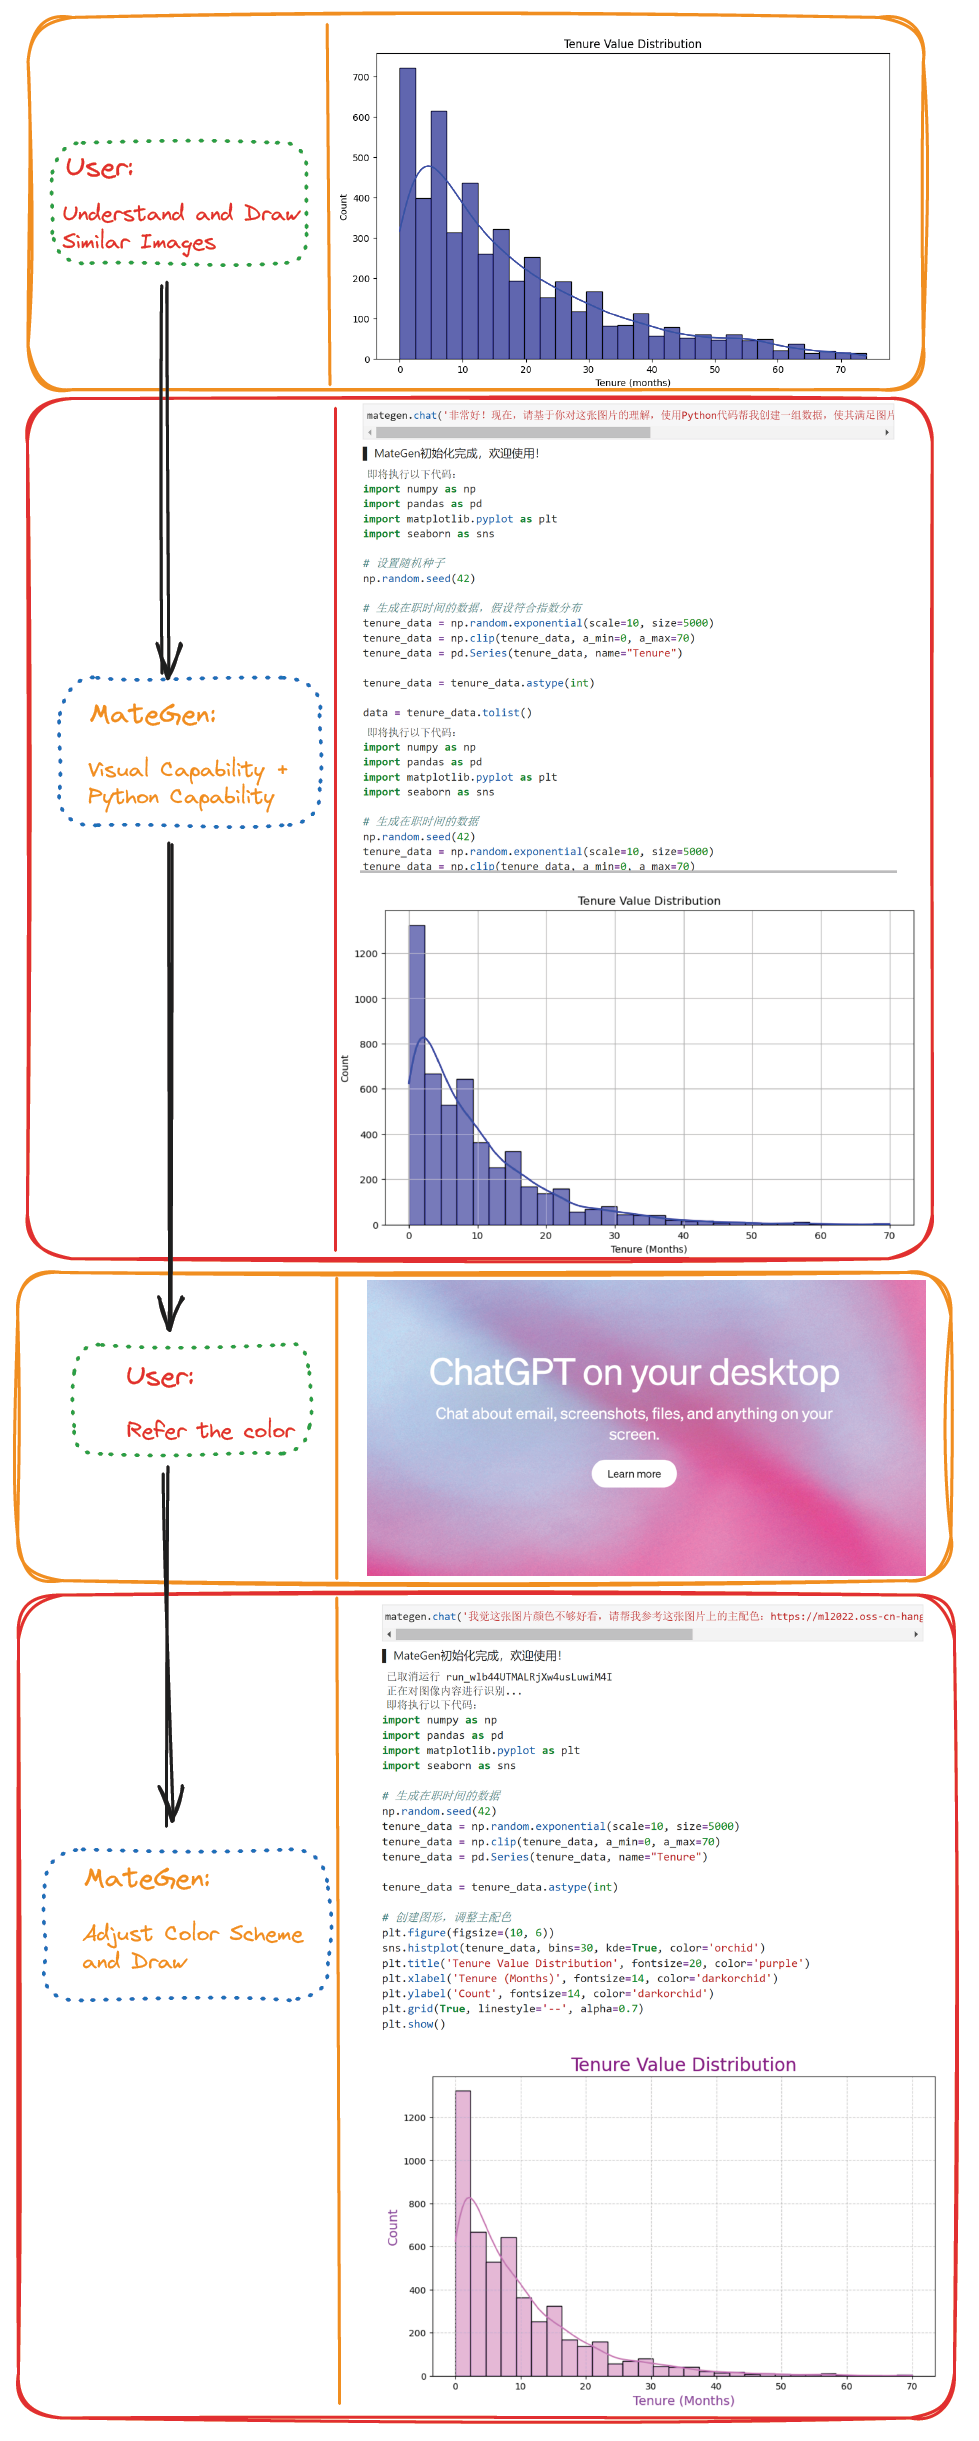 Tenure Value Distribution
700
600
500
400
300
200
100
0
Count
0 10 20 30 40 50 60 70
Tenure (months)
User:
Understand and Draw
Similar Images
mategen.chat('非常好！现在，请基于你对这张图片的理解，使用Python代码帮我创建一组数据，使其满足图片
MateGen初始化完成，欢迎使用！
即将执行以下代码：
import numpy as np
import pandas as pd
import matplotlib.pyplot as plt
import seaborn as sns
# 设置随机种子
np.random.seed(42)
# 生成在职时间的数据，假设符合指数分布
tenure_data = np.random.exponential(scale=10, size=5000)
tenure_data = np.clip(tenure_data, a_min=0, a_max=70)
tenure_data = pd.Series(tenure_data, name="Tenure")
tenure_data = tenure_data.astype(int)
data = tenure_data.tolist()
即将执行以下代码：
import numpy as np
import pandas as pd
import matplotlib.pyplot as plt
import seaborn as sns
# 生成在职时间的数据
np.random.seed(42)
tenure_data = np.random.exponential(scale=10, size=5000)
tenure_data = np.clip(tenure_data, a_min=0, a_max=70)
MateGen:
Visual Capability +
Python Capability
Tenure Value Distribution
1200
1000
800
600
400
200
0
Count
0 10 20 30 40 50 60 70
Tenure (Months)
User:
Refer the color
ChatGPT on your desktop
Chat about email, screenshots, files, and anything on your
screen.
Learn more
mategen.chat('我觉这张图片颜色不够好看，请帮我参考这张图片上的主配色：https://ml2022.oss-cn-hang
MateGen初始化完成，欢迎使用！
已取消运行 run_wlb44UTMALRjXw4usLuwiM4I
正在对图像内容进行识别...
即将执行以下代码：
import numpy as np
import pandas as pd
import matplotlib.pyplot as plt
import seaborn as sns
# 生成在职时间的数据
np.random.seed(42)
tenure_data = np.random.exponential(scale=10, size=5000)
tenure_data = np.clip(tenure_data, a_min=0, a_max=70)
tenure_data = pd.Series(tenure_data, name="Tenure")
tenure_data = tenure_data.astype(int)
# 创建图形，调整主配色
plt.figure(figsize=(10, 6))
sns.histplot(tenure_data, bins=30, kde=True, color='orchid')
plt.title('Tenure Value Distribution', fontsize=20, color='purple')
plt.xlabel('Tenure (Months)', fontsize=14, color='darkorchid')
plt.ylabel('Count', fontsize=14, color='darkorchid')
plt.grid(True, linestyle='--', alpha=0.7)
plt.show()
MateGen:
Adjust Color Scheme
and Draw
Tenure Value Distribution
1200
1000
800
600
400
200
0
Count
0 10 20 30 40 50 60 70
Tenure (Months)